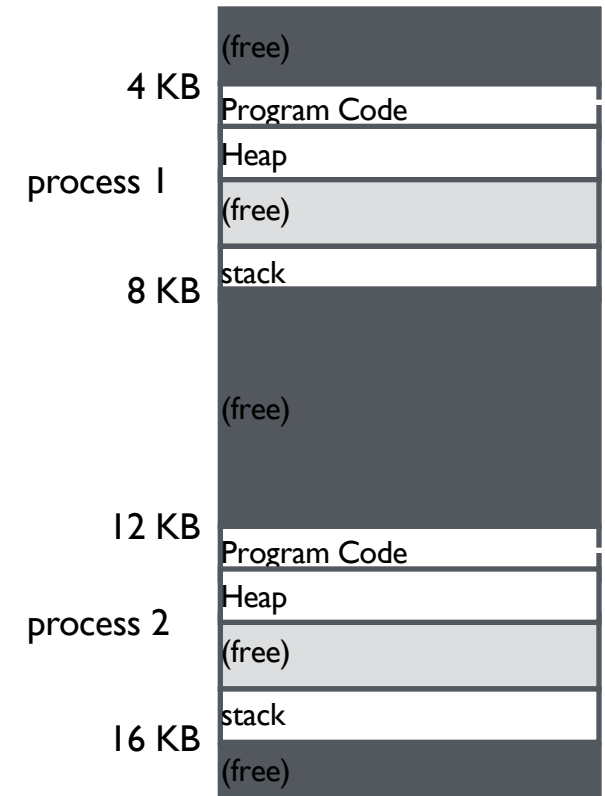 (free)
4 KB
Program Code
Heap
process 1
(free)
stack
8 KB
(free)
12 KB
Program Code
Heap
process 2
(free)
stack
16 KB
(free)